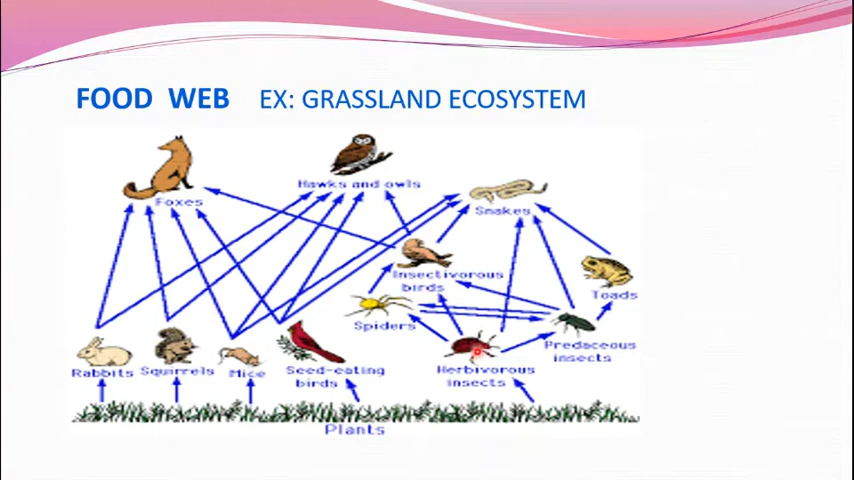 FOOD WEB EX: GRASSLAND ECOSYSTEM
Hawks and owls
Foxes
Snakes
Insectivorous
birds
Toads
Spiders
Predaceous
insects
Rabbits
Squirrels
Mice
Seed-eating
birds
Herbivorous
insects
Plants